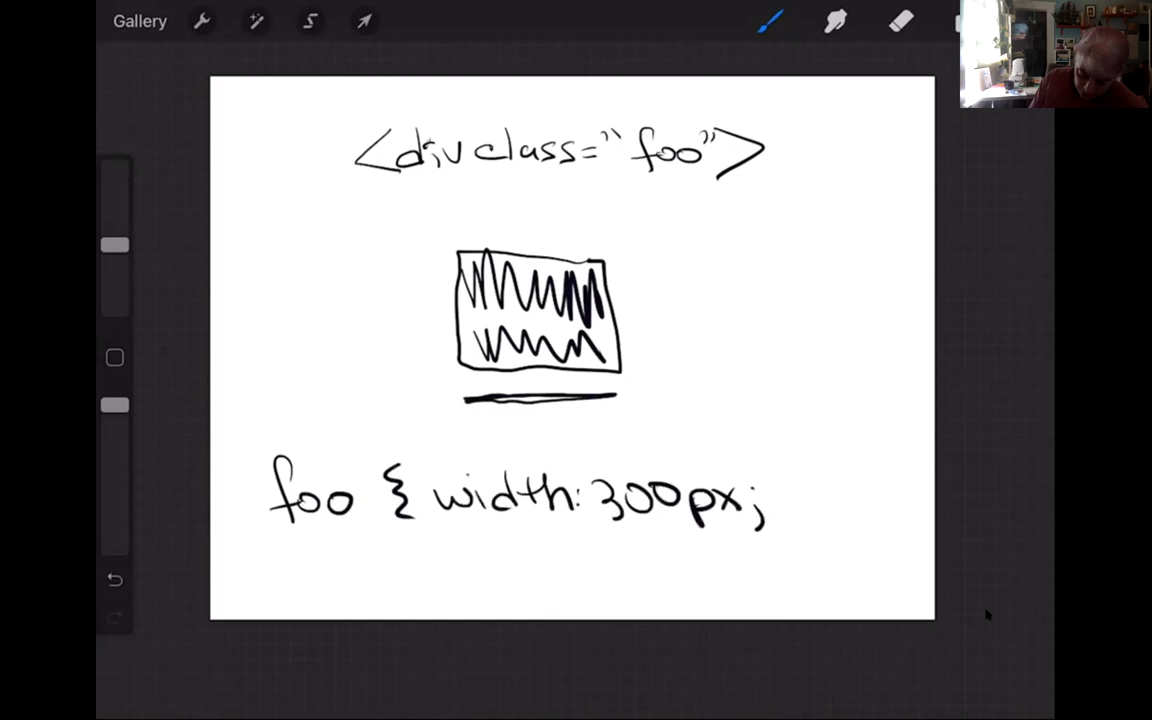 Gallery
<div class="foo">
foo { width: 300px;